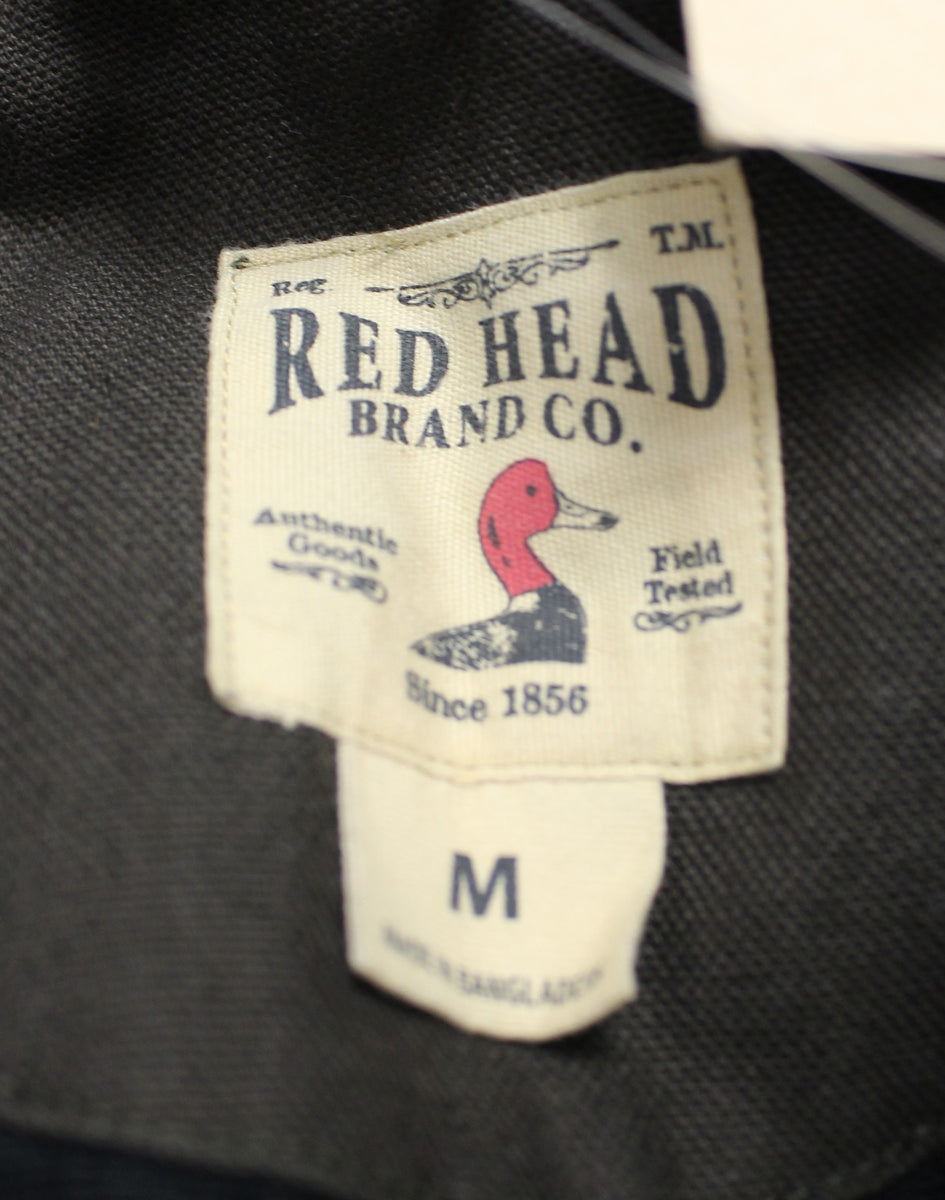 Reg. T.M.
RED HEAD
BRAND CO.
Authentic
Goods
Field
Tested
Since 1856
M
MADE IN BANGLADESH